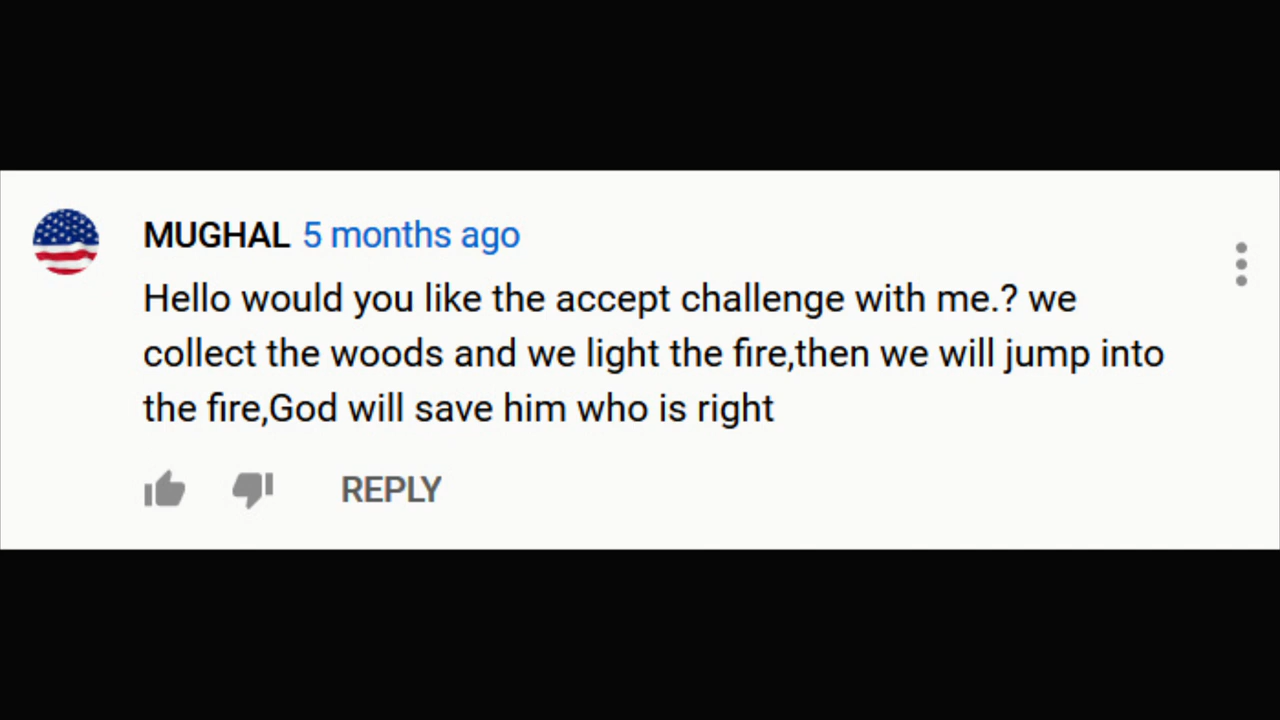 MUGHAL 5 months ago
Hello would you like the accept challenge with me.? we
collect the woods and we light the fire,then we will jump into
the fire,God will save him who is right
REPLY